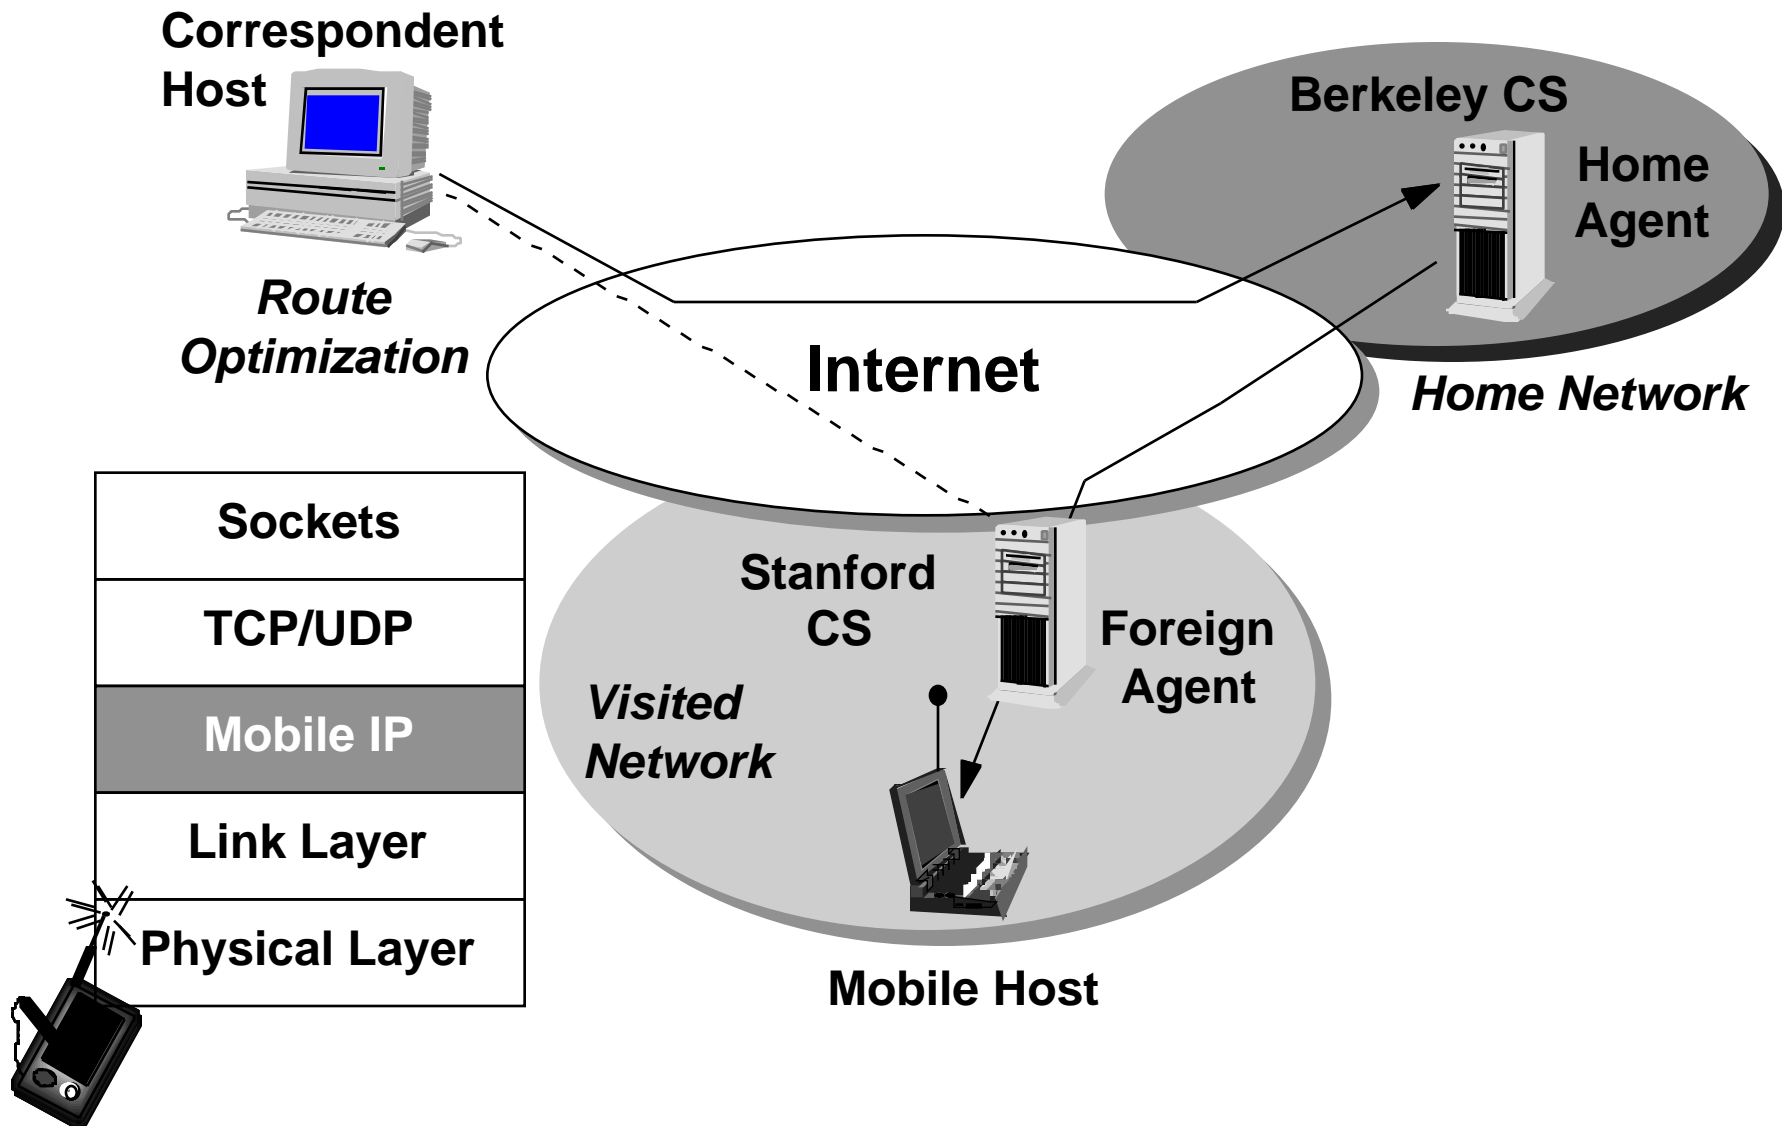 Correspondent
Host
Berkeley CS
Home
Agent
Route
Optimization
Internet
Home Network
Sockets
TCP/UDP
Mobile IP
Link Layer
Physical Layer
Stanford
CS
Foreign
Agent
Visited
Network
Mobile Host